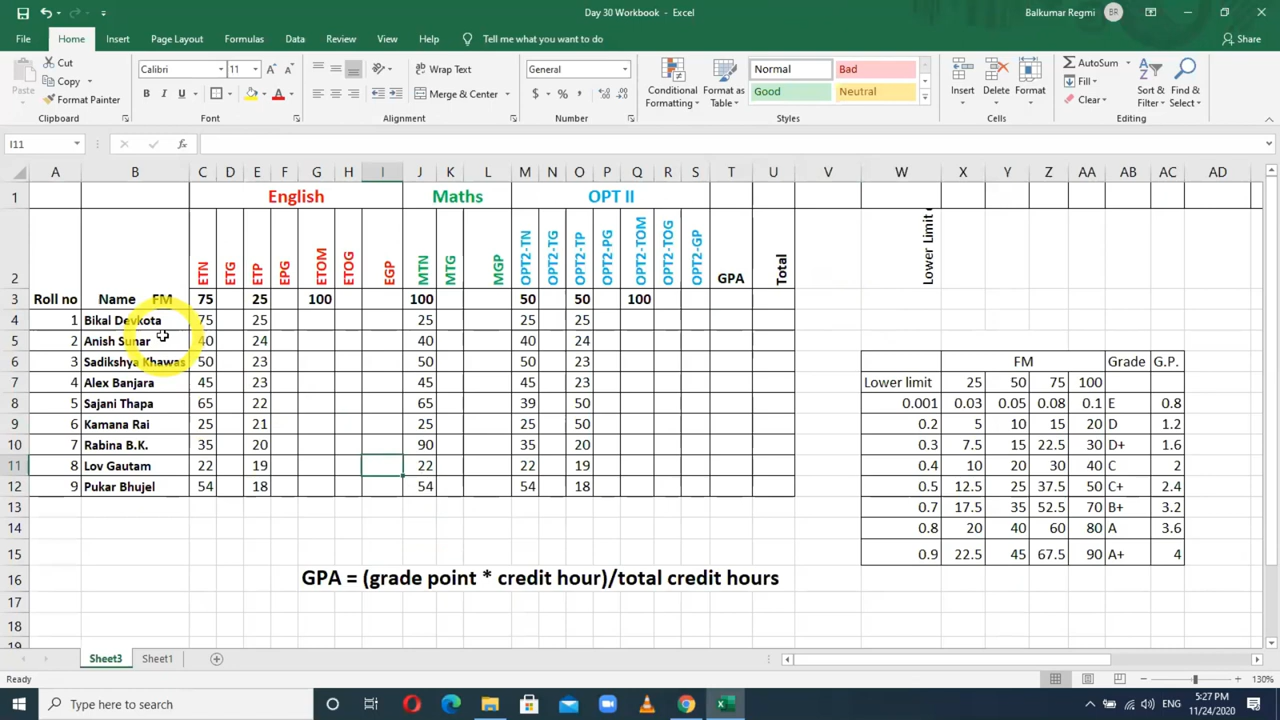 Day 30 Workbook - Excel
Balkumar Regmi
BR
File Home Insert Page Layout Formulas Data Review View Help Tell me what you want to do Share
Cut
Copy
Format Painter
Paste
Calibri 11
B I U
Wrap Text
Merge & Center
General
$ % ,
Conditional Formatting
Format as Table
Normal Bad
Good Neutral
Insert Delete Format
AutoSum
Fill
Clear
Sort & Filter
Find & Select
Clipboard Font Alignment Number Styles Cells Editing
I11 fx
A B C D E F G H I J K L M N O P Q R S T U V W X Y Z AA AB AC AD
1 English Maths OPT II
2 ETN ETG ETP EPG ETOM ETOG EGP MTN MTG MGP OPT2-TN OPT2-TG OPT2-TP OPT2-PG OPT2-TOM OPT2-TOG OPT2-GP GPA Total Lower Limit
3 Roll no Name FM 75 25 100 100 50 50 100
4 1 Bikal Devkota 75 25 25 25 25
5 2 Anish Sunar 40 24 40 40 24
6 3 Sadikshya Khawas 50 23 50 50 23 FM Grade G.P.
7 4 Alex Banjara 45 23 45 45 23 Lower limit 25 50 75 100
8 5 Sajani Thapa 65 22 65 39 50 0.001 0.03 0.05 0.08 0.1 E 0.8
9 6 Kamana Rai 25 21 25 25 50 0.2 5 10 15 20 D 1.2
10 7 Rabina B.K. 35 20 90 35 20 0.3 7.5 15 22.5 30 D+ 1.6
11 8 Lov Gautam 22 19 22 22 19 0.4 10 20 30 40 C 2
12 9 Pukar Bhujel 54 18 54 54 18 0.5 12.5 25 37.5 50 C+ 2.4
13 0.7 17.5 35 52.5 70 B+ 3.2
14 0.8 20 40 60 80 A 3.6
15 0.9 22.5 45 67.5 90 A+ 4
16 GPA = (grade point * credit hour)/total credit hours
17
18
19
Sheet3 Sheet1
Ready
130%
Type here to search
ENG
5:27 PM
11/24/2020